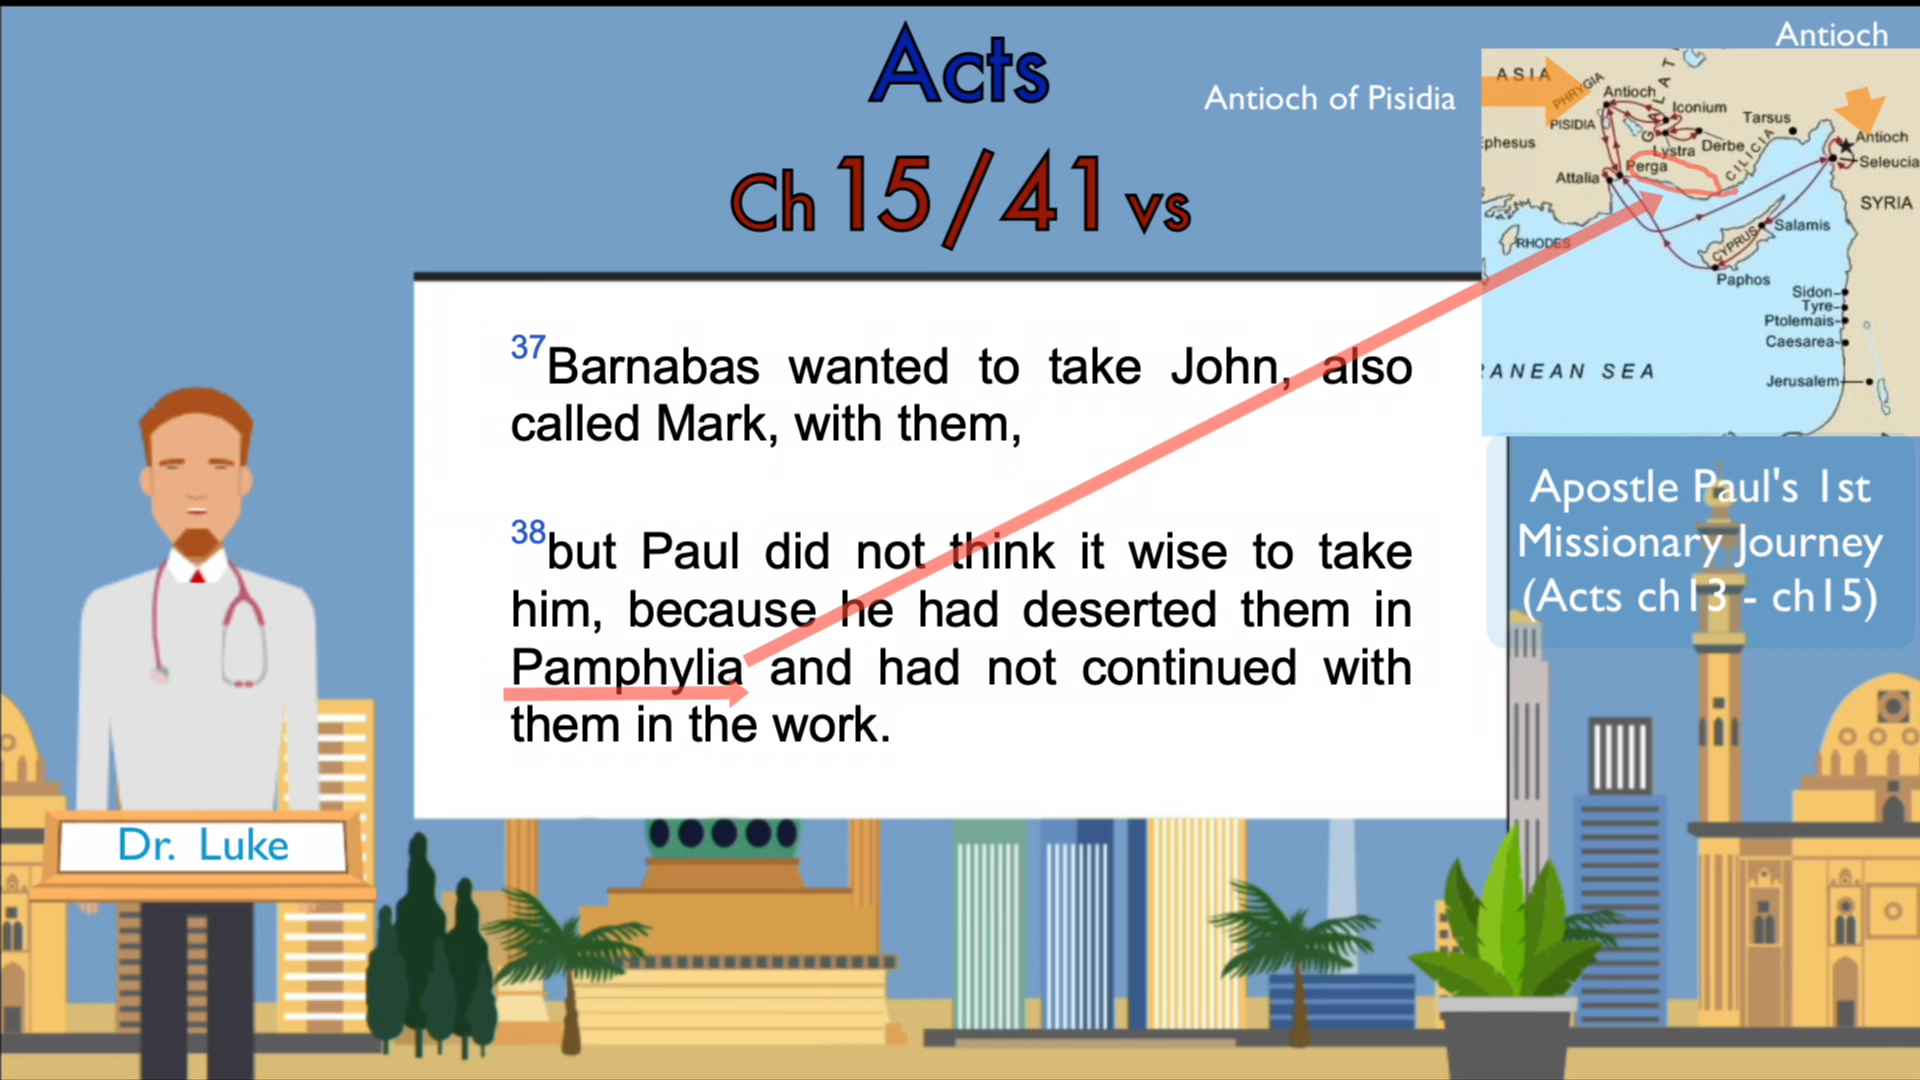 Acts
Ch 15/41 vs
Antioch of Pisidia
Antioch
37Barnabas wanted to take John, also
called Mark, with them,
38but Paul did not think it wise to take
him, because he had deserted them in
Pamphylia and had not continued with
them in the work.
Dr. Luke
ASIA
PHRYGIA
Antioch
GALAT
Iconium
Tarsus
PISIDIA
Antioch
phesus
Lystra
Derbe
CILICIA
Seleucia
Perga
Attalia
SYRIA
Salamis
RHODES
CYPRUS
Paphos
Sidon
Tyre
Ptolemais
Caesarea
RANEAN SEA
Jerusalem
Apostle Paul's 1st
Missionary Journey
(Acts ch13 - ch15)